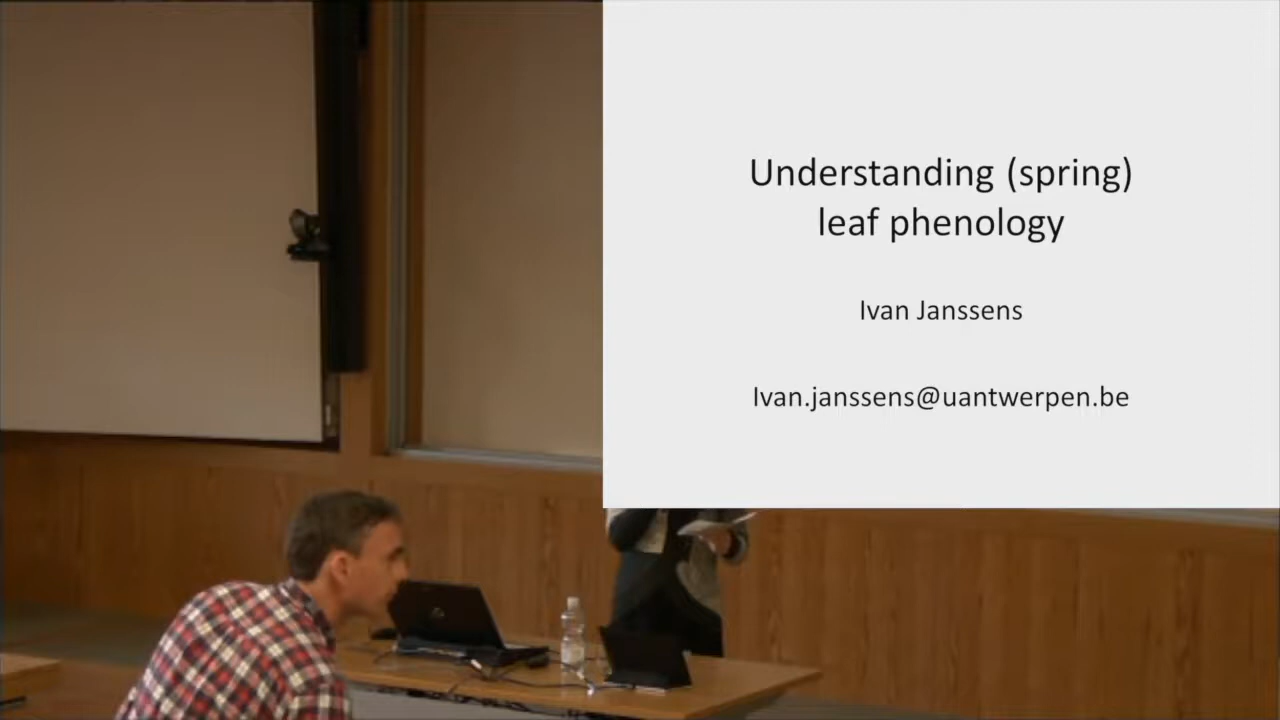 Understanding (spring)
leaf phenology
Ivan Janssens
Ivan.janssens@uantwerpen.be